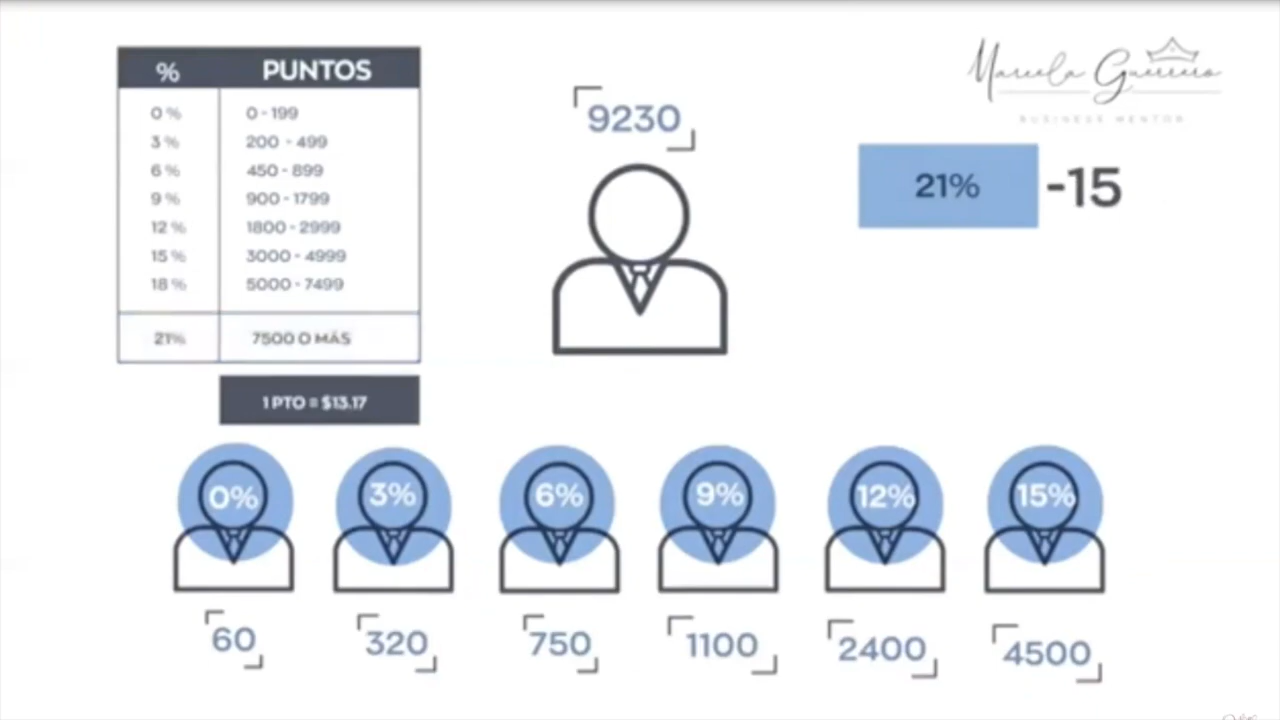 % PUNTOS
0 % 0 - 199
3 % 200 - 499
6 % 450 - 899
9 % 900 - 1799
12 % 1800 - 2999
15 % 3000 - 4999
18 % 5000 - 7499
21% 7500 O MÁS
1 PTO = $13.17
9230
Marcela Guerrero
BUSINESS MENTOR
21% -15
0% 3% 6% 9% 12% 15%
60 320 750 1100 2400 4500